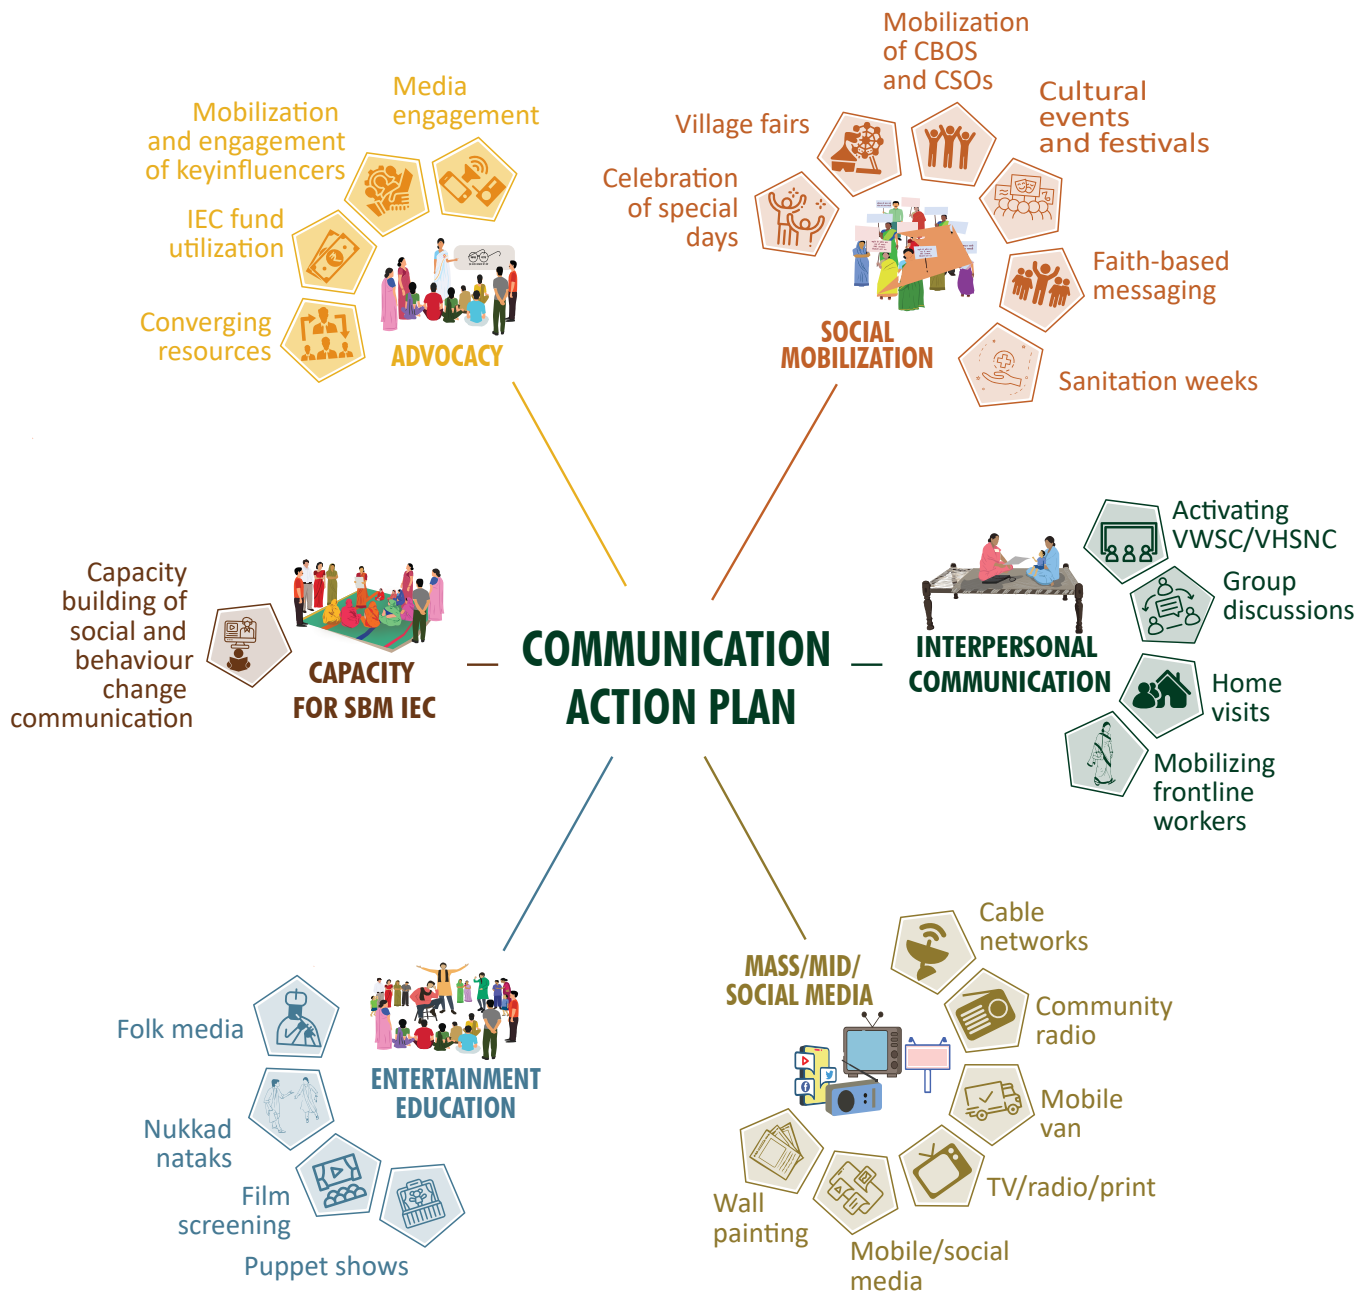 Media
engagement
Mobilization
and engagement
of keyinfluencers
IEC fund
utilization
Converging
resources
ADVOCACY
Mobilization
of CBOS
and CSOs
Village fairs
Cultural
events
and festivals
Celebration
of special
days
Faith-based
messaging
Sanitation weeks
SOCIAL
MOBILIZATION
Capacity
building of
social and
behaviour
change
communication
CAPACITY
FOR SBM IEC
COMMUNICATION
ACTION PLAN
INTERPERSONAL
COMMUNICATION
Activating
VWSC/VHSNC
Group
discussions
Home
visits
Mobilizing
frontline
workers
Folk media
Nukkad
nataks
Film
screening
Puppet shows
ENTERTAINMENT
EDUCATION
MASS/MID/
SOCIAL MEDIA
Cable
networks
Community
radio
Mobile
van
TV/radio/print
Mobile/social
media
Wall
painting